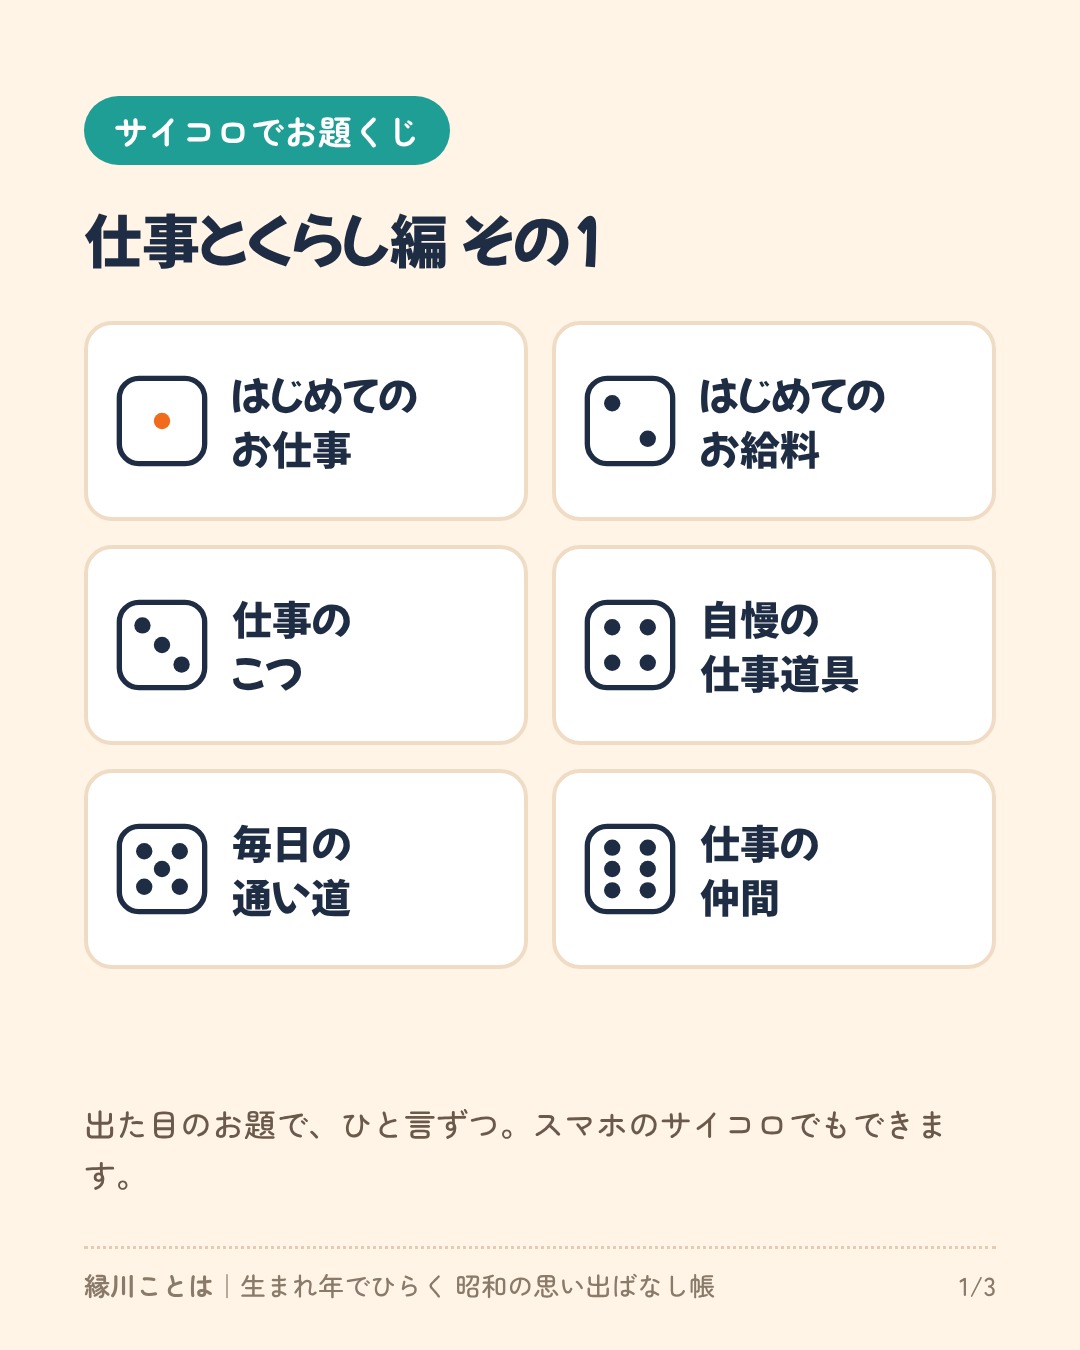 サイコロでお題くじ
仕事とくらし編 その1
はじめての
お仕事
はじめての
お給料
仕事の
こつ
自慢の
仕事道具
毎日の
通い道
仕事の
仲間
出た目のお題で、ひと言ずつ。スマホのサイコロでもできま
す。
縁川ことは｜生まれ年でひらく 昭和の思い出ばなし帳
1/3